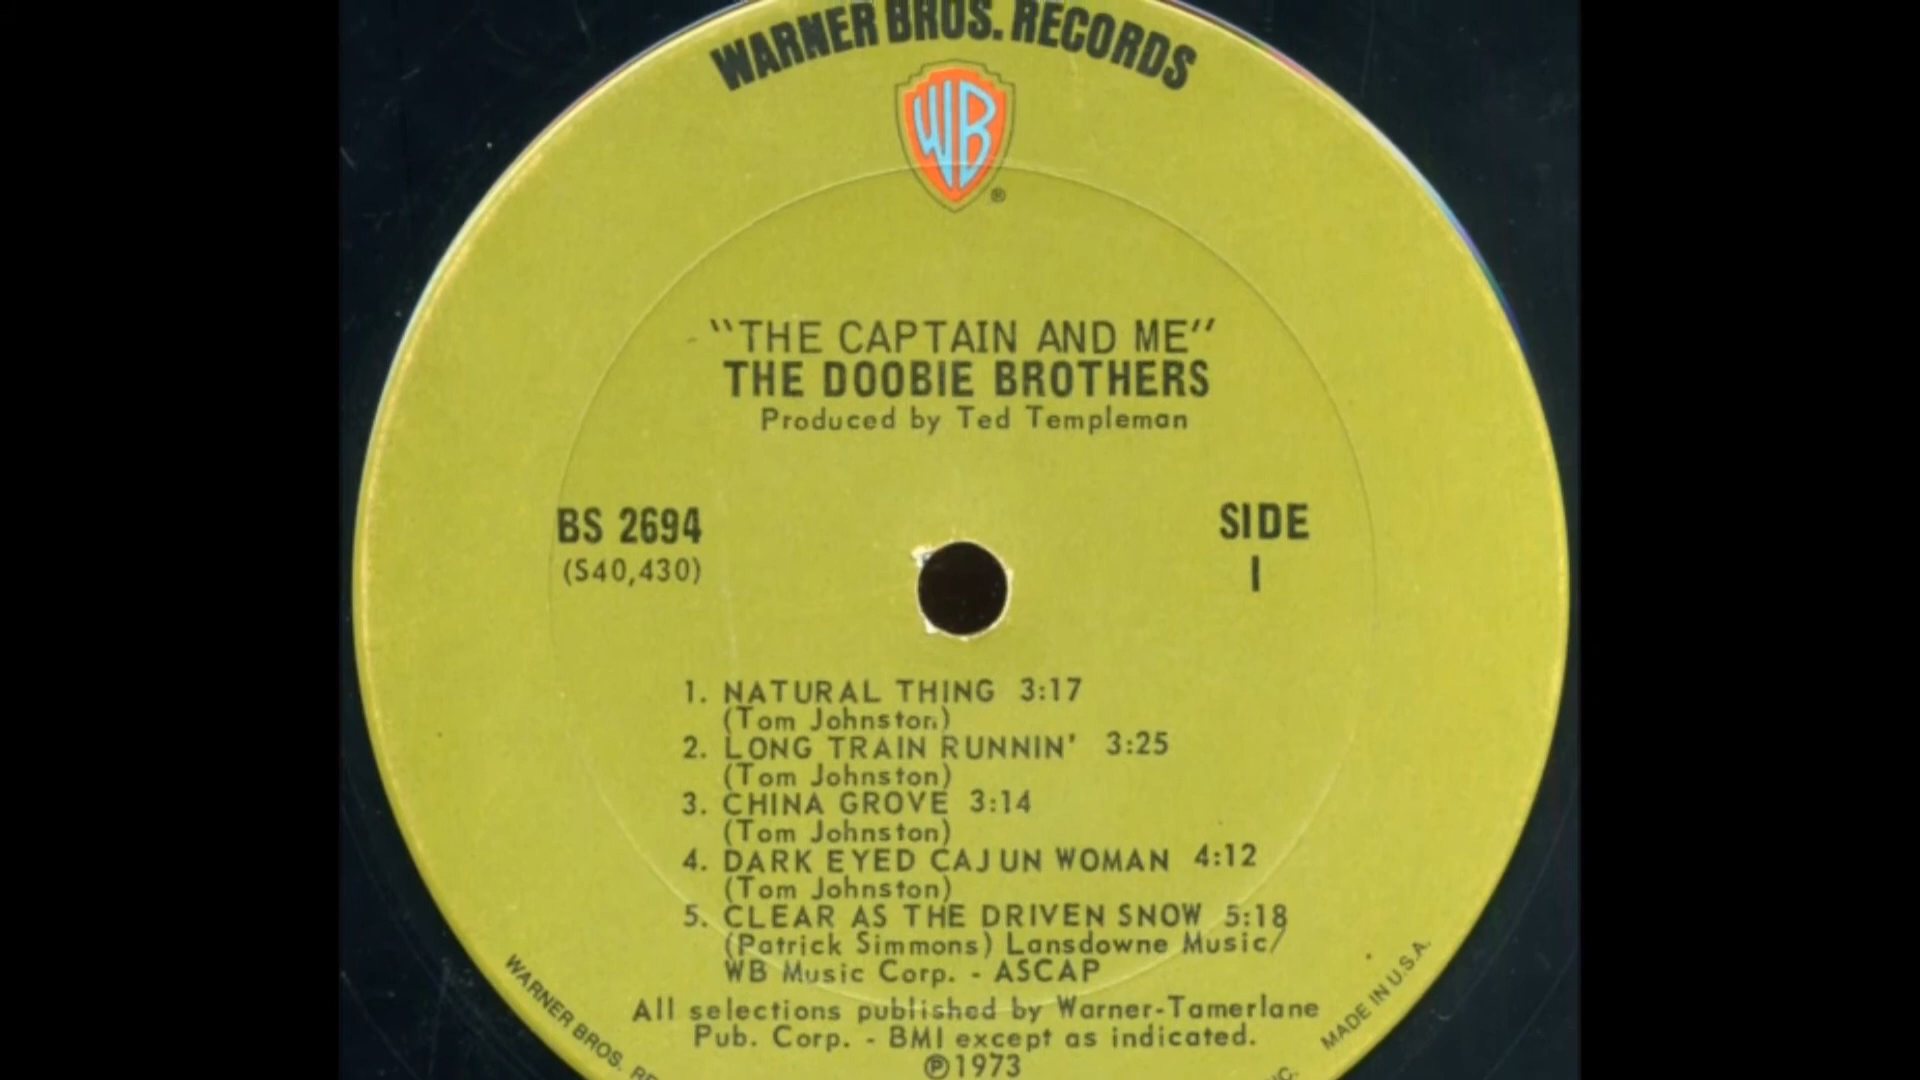 WARNER BROS. RECORDS
WB
®
"THE CAPTAIN AND ME"
THE DOOBIE BROTHERS
Produced by Ted Templeman
BS 2694
(S40,430)
SIDE
1
1. NATURAL THING 3:17
(Tom Johnston)
2. LONG TRAIN RUNNIN' 3:25
(Tom Johnston)
3. CHINA GROVE 3:14
(Tom Johnston)
4. DARK EYED CAJUN WOMAN 4:12
(Tom Johnston)
5. CLEAR AS THE DRIVEN SNOW 5:18
(Patrick Simmons) Lansdowne Music/
WB Music Corp. - ASCAP
All selections published by Warner-Tamerlane
Pub. Corp. - BMI except as indicated.
℗1973
WARNER BROS.
MADE IN U.S.A.